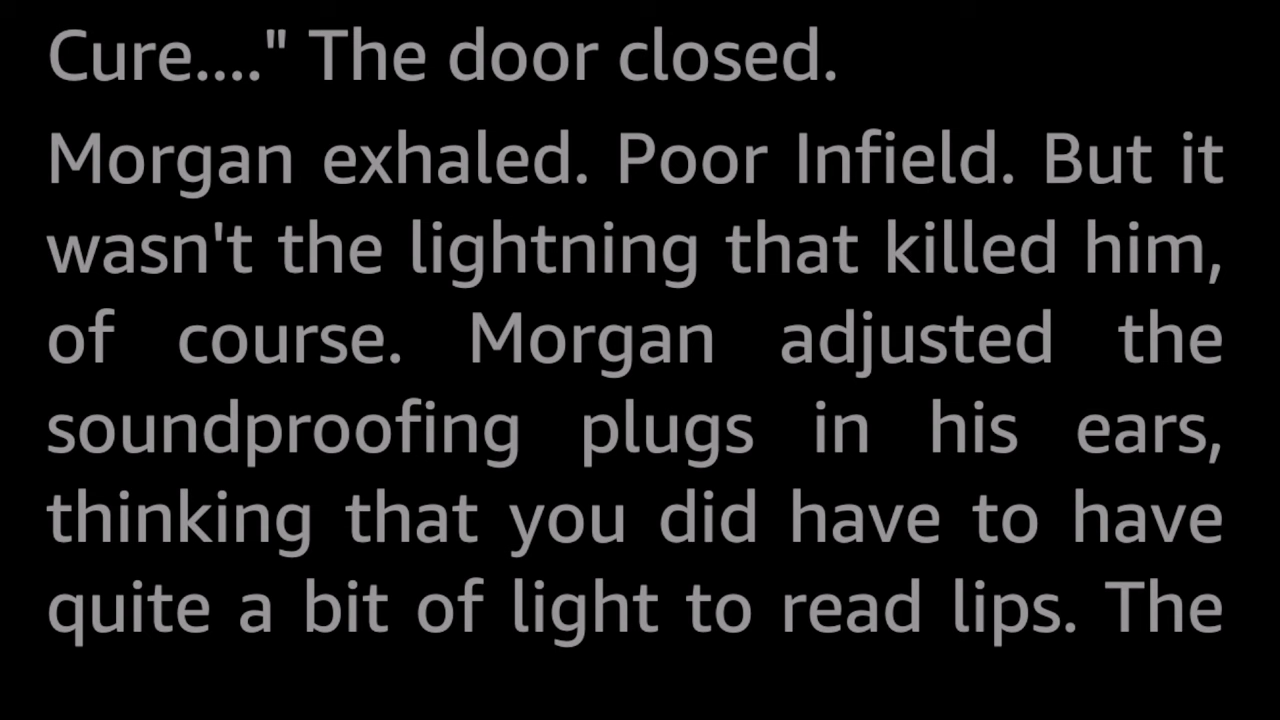 Cure...." The door closed.
Morgan exhaled. Poor Infield. But it
wasn't the lightning that killed him,
of course. Morgan adjusted the
soundproofing plugs in his ears,
thinking that you did have to have
quite a bit of light to read lips. The